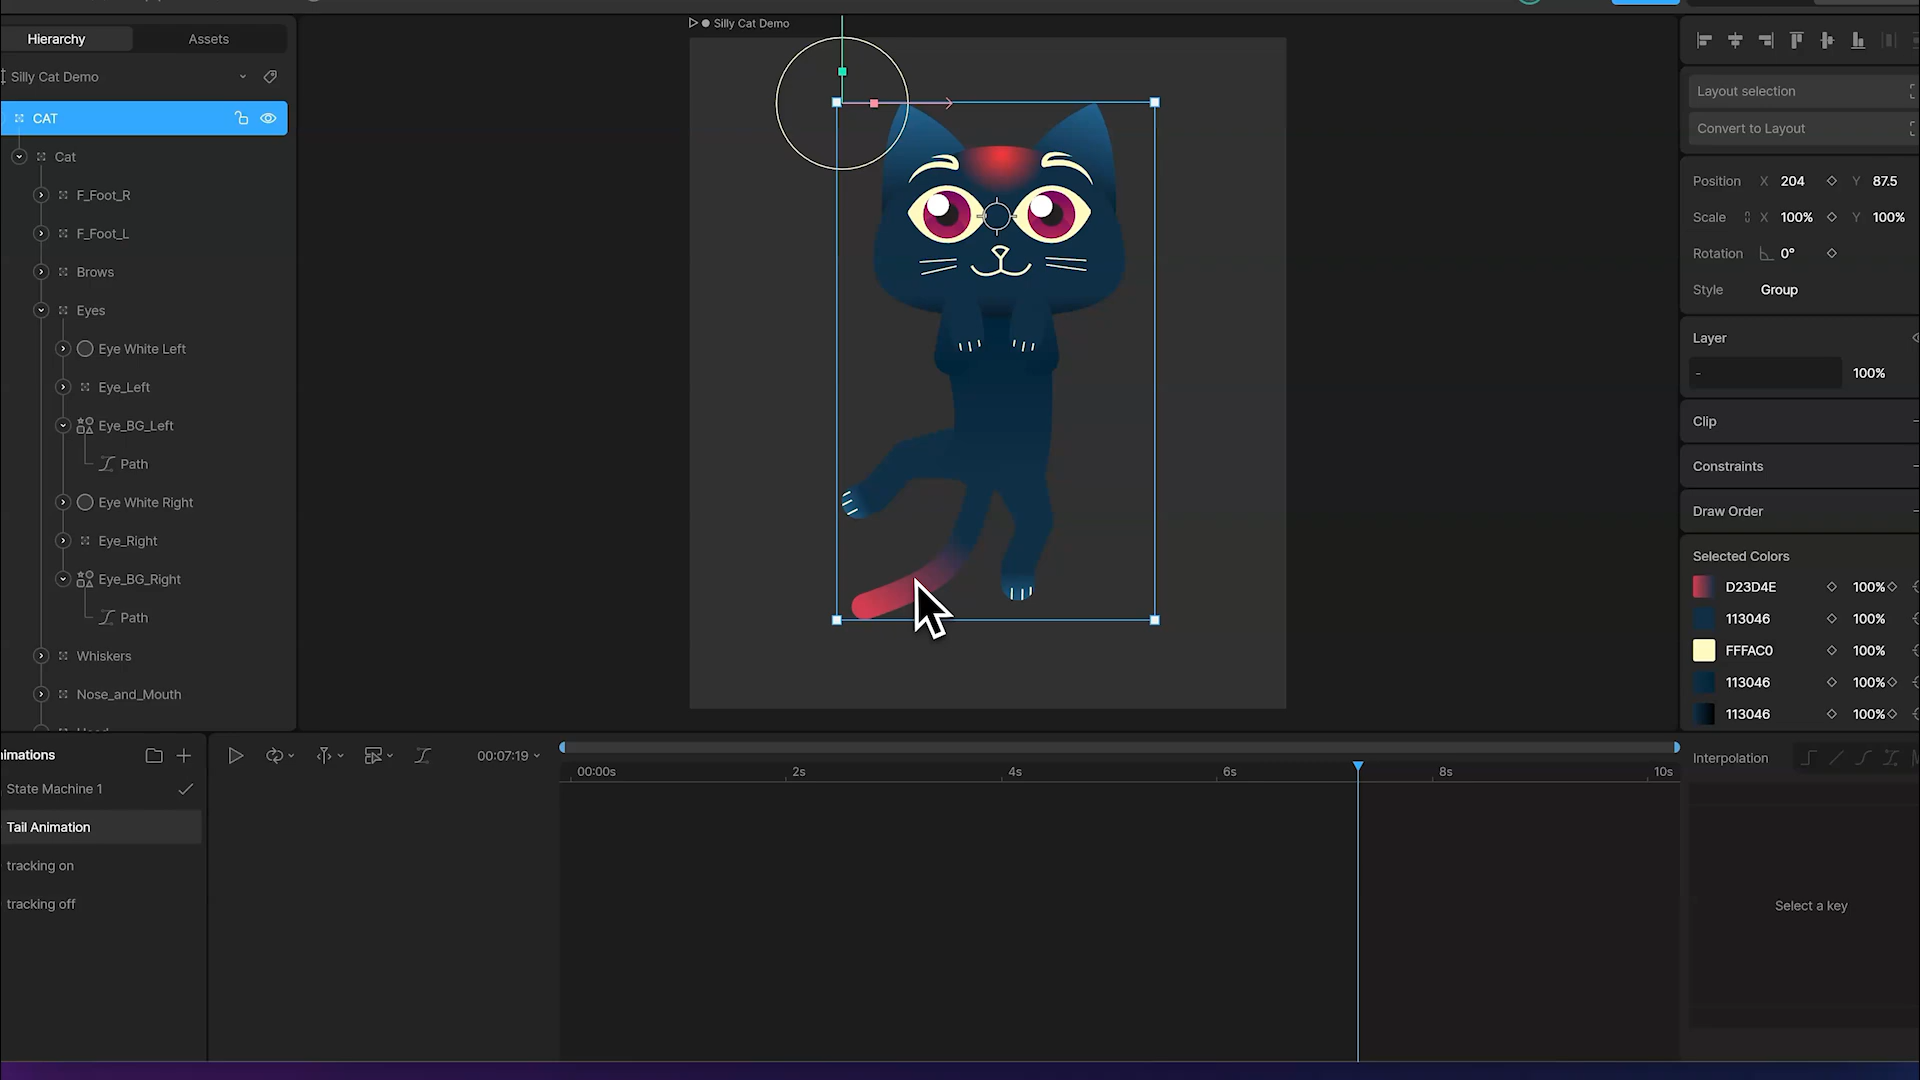 Silly Cat Demo
Hierarchy
Assets
Silly Cat Demo
CAT
Cat
F_Foot_R
F_Foot_L
Brows
Eyes
Eye White Left
Eye_Left
Eye_BG_Left
Path
Eye White Right
Eye_Right
Eye_BG_Right
Path
Whiskers
Nose_and_Mouth
Layout selection
Convert to Layout
Position X 204 Y 87.5
Scale X 100% Y 100%
Rotation 0°
Style Group
Layer
- 100%
Clip
Constraints
Draw Order
Selected Colors
D23D4E 100%
113046 100%
FFFAC0 100%
113046 100%
113046 100%
nimations
State Machine 1
Tail Animation
tracking on
tracking off
00:07:19
00:00s 2s 4s 6s 8s 10s
Interpolation
Select a key